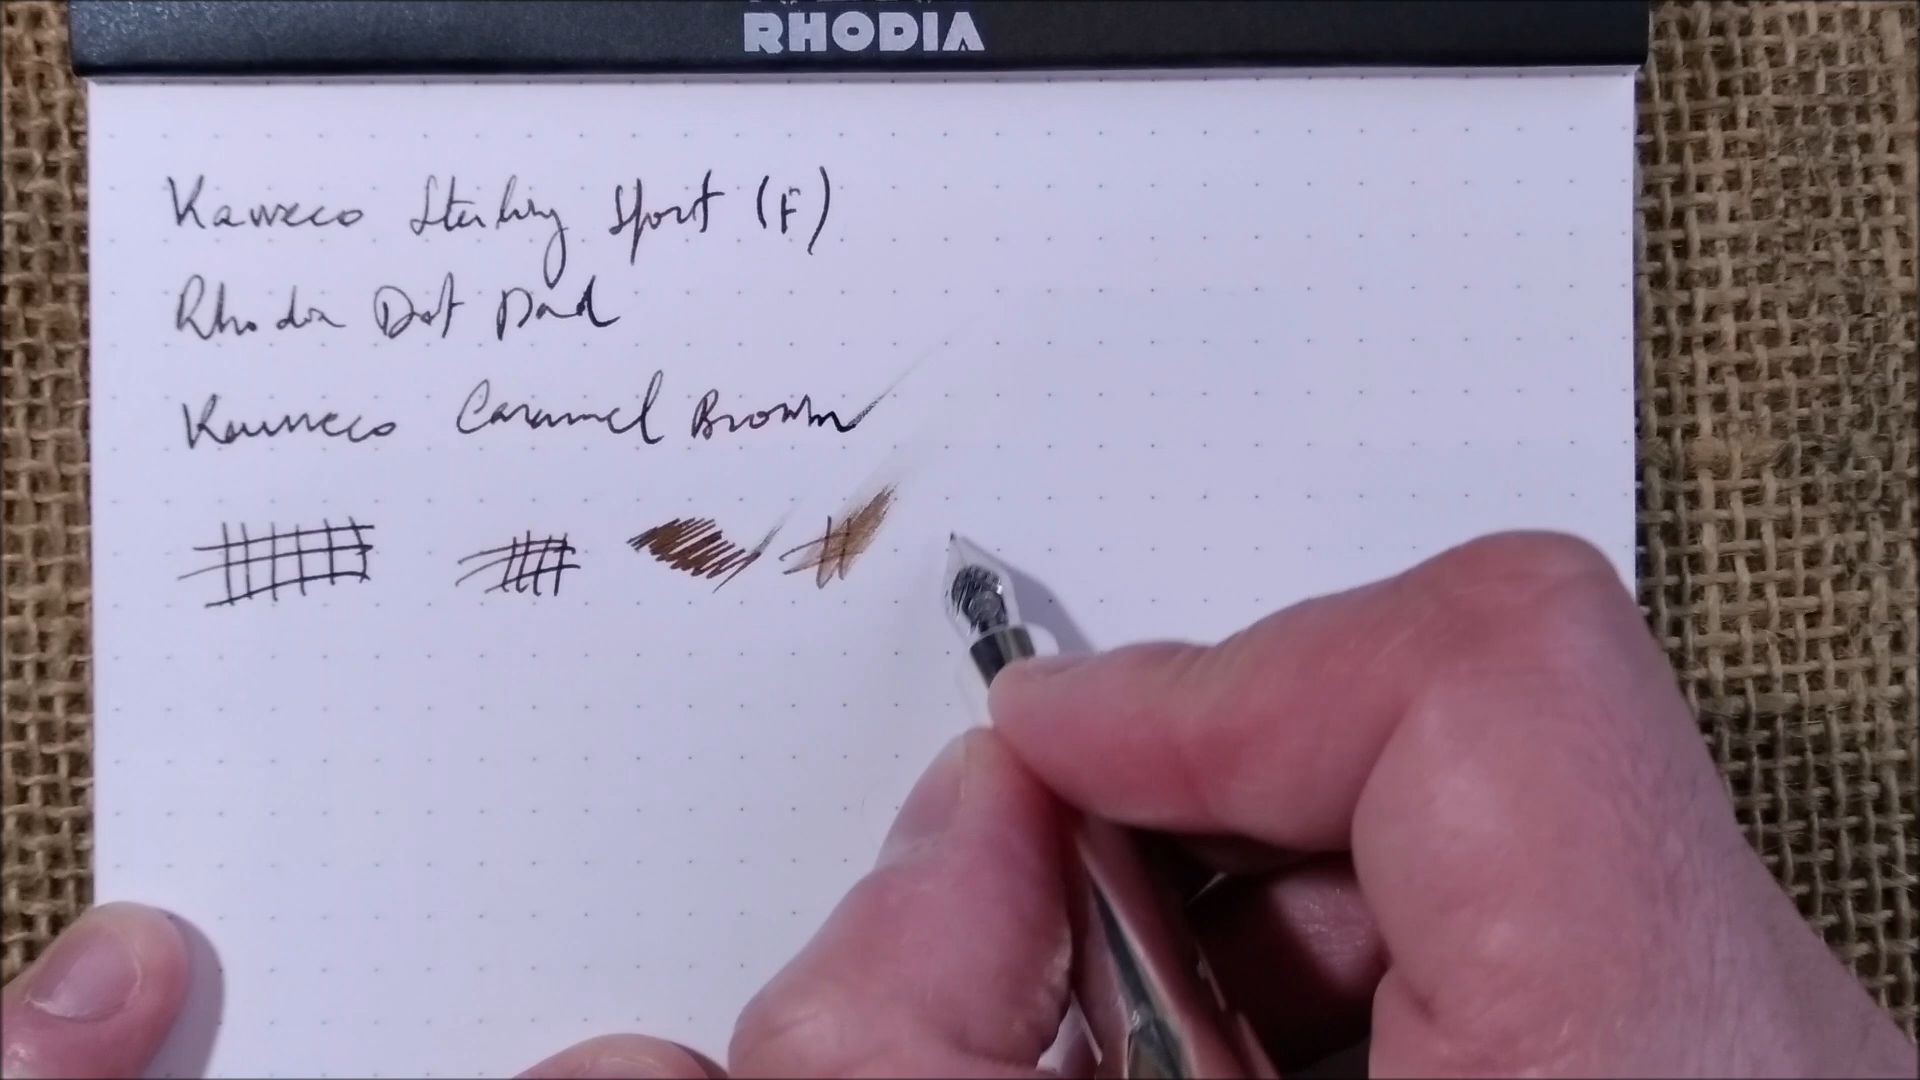 RHODIA
Kaweco Sterling Sport (F)
Rhodia Dot Pad
Kaweco Caramel Brown